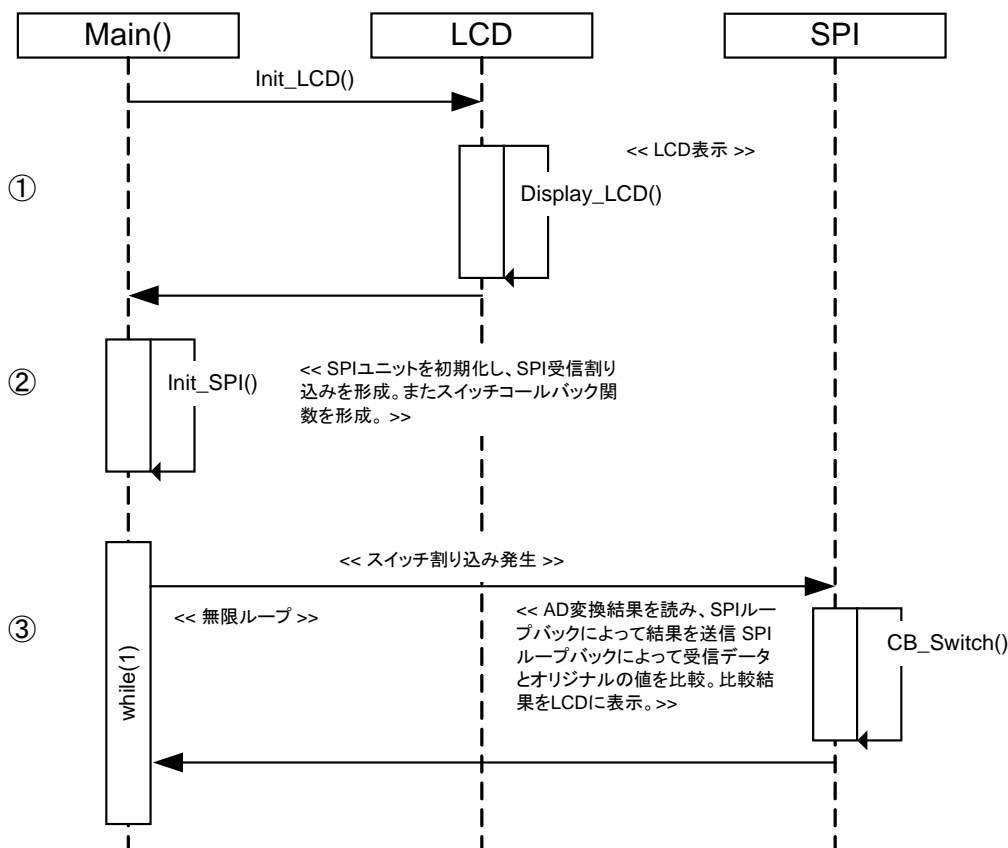 Main()
LCD
SPI
Init_LCD()
<< LCD表示 >>
①
Display_LCD()
②
Init_SPI()
<< SPIユニットを初期化し、SPI受信割り
込みを形成。またスイッチコールバック関
数を形成。 >>
<< スイッチ割り込み発生 >>
③
<< 無限ループ >>
<< AD変換結果を読み、SPIルー
プバックによって結果を送信 SPI
ループバックによって受信データ
とオリジナルの値を比較。比較結
果をLCDに表示。>>
CB_Switch()
while(1)